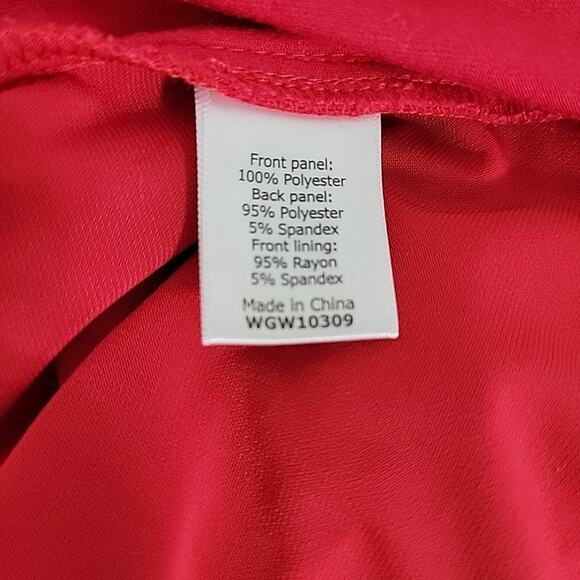 Front panel:
100% Polyester
Back panel:
95% Polyester
5% Spandex
Front lining:
95% Rayon
5% Spandex
Made in China
WGW10309